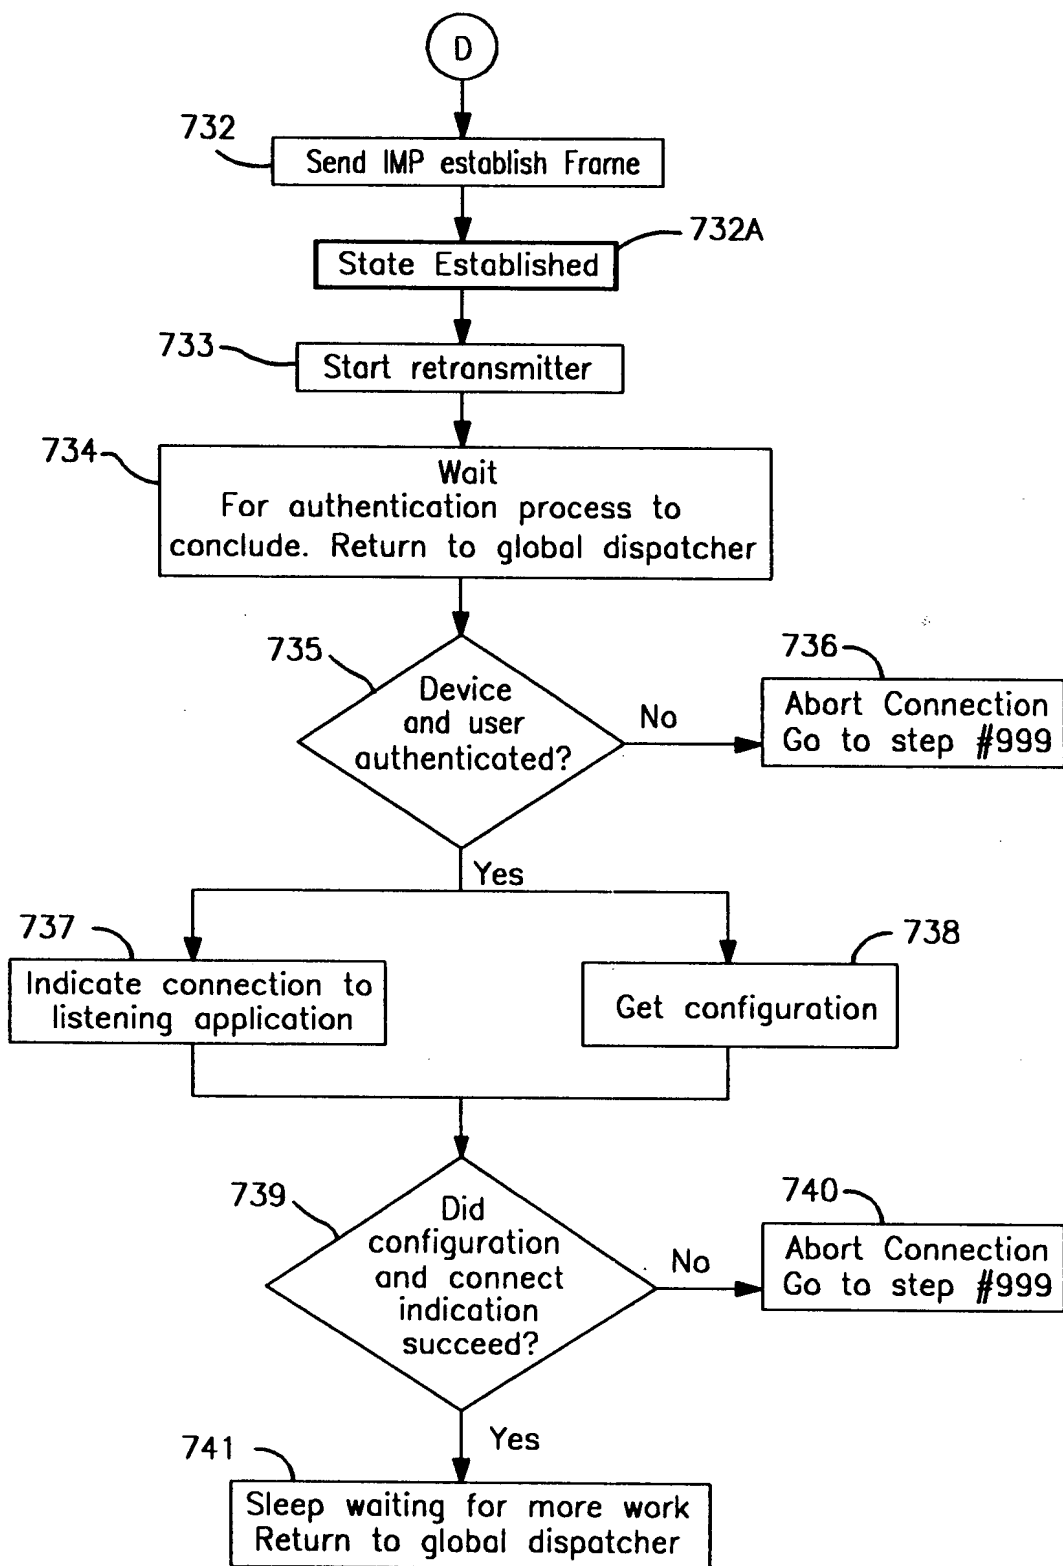 D
732
Send IMP establish Frame
732A
State Established
733
Start retransmitter
734
Wait
For authentication process to
conclude. Return to global dispatcher
735
Device
and user
authenticated?
No
736
Abort Connection
Go to step #999
Yes
737
Indicate connection to
listening application
738
Get configuration
739
Did
configuration
and connect
indication
succeed?
No
740
Abort Connection
Go to step #999
Yes
741
Sleep waiting for more work
Return to global dispatcher